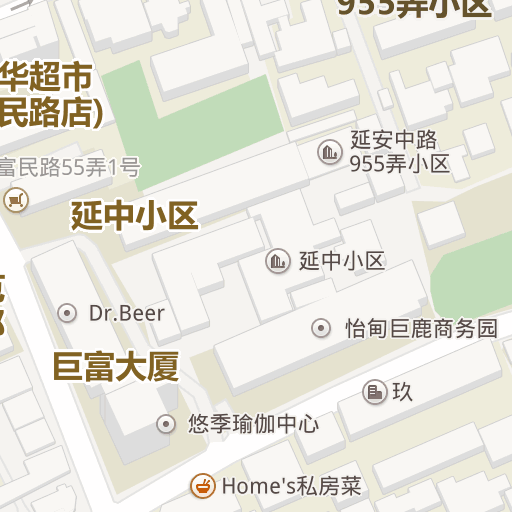 955弄小区
华超市
民路店)
延安中路
955弄小区
富民路55弄1号
延中小区
延中小区
Dr.Beer
怡甸巨鹿商务园
巨富大厦
玖
悠季瑜伽中心
Home's私房菜